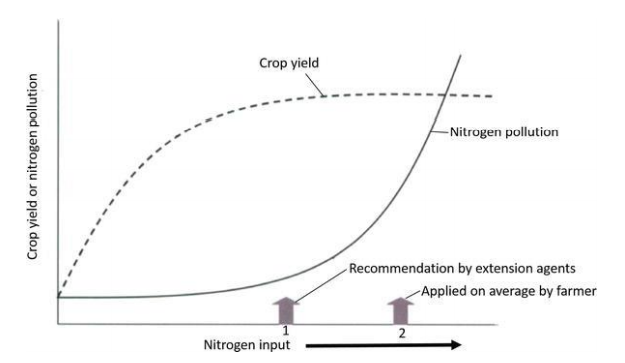 Crop yield
Nitrogen pollution
Crop yield or nitrogen pollution
Recommendation by extension agents
Applied on average by farmer
1
2
Nitrogen input